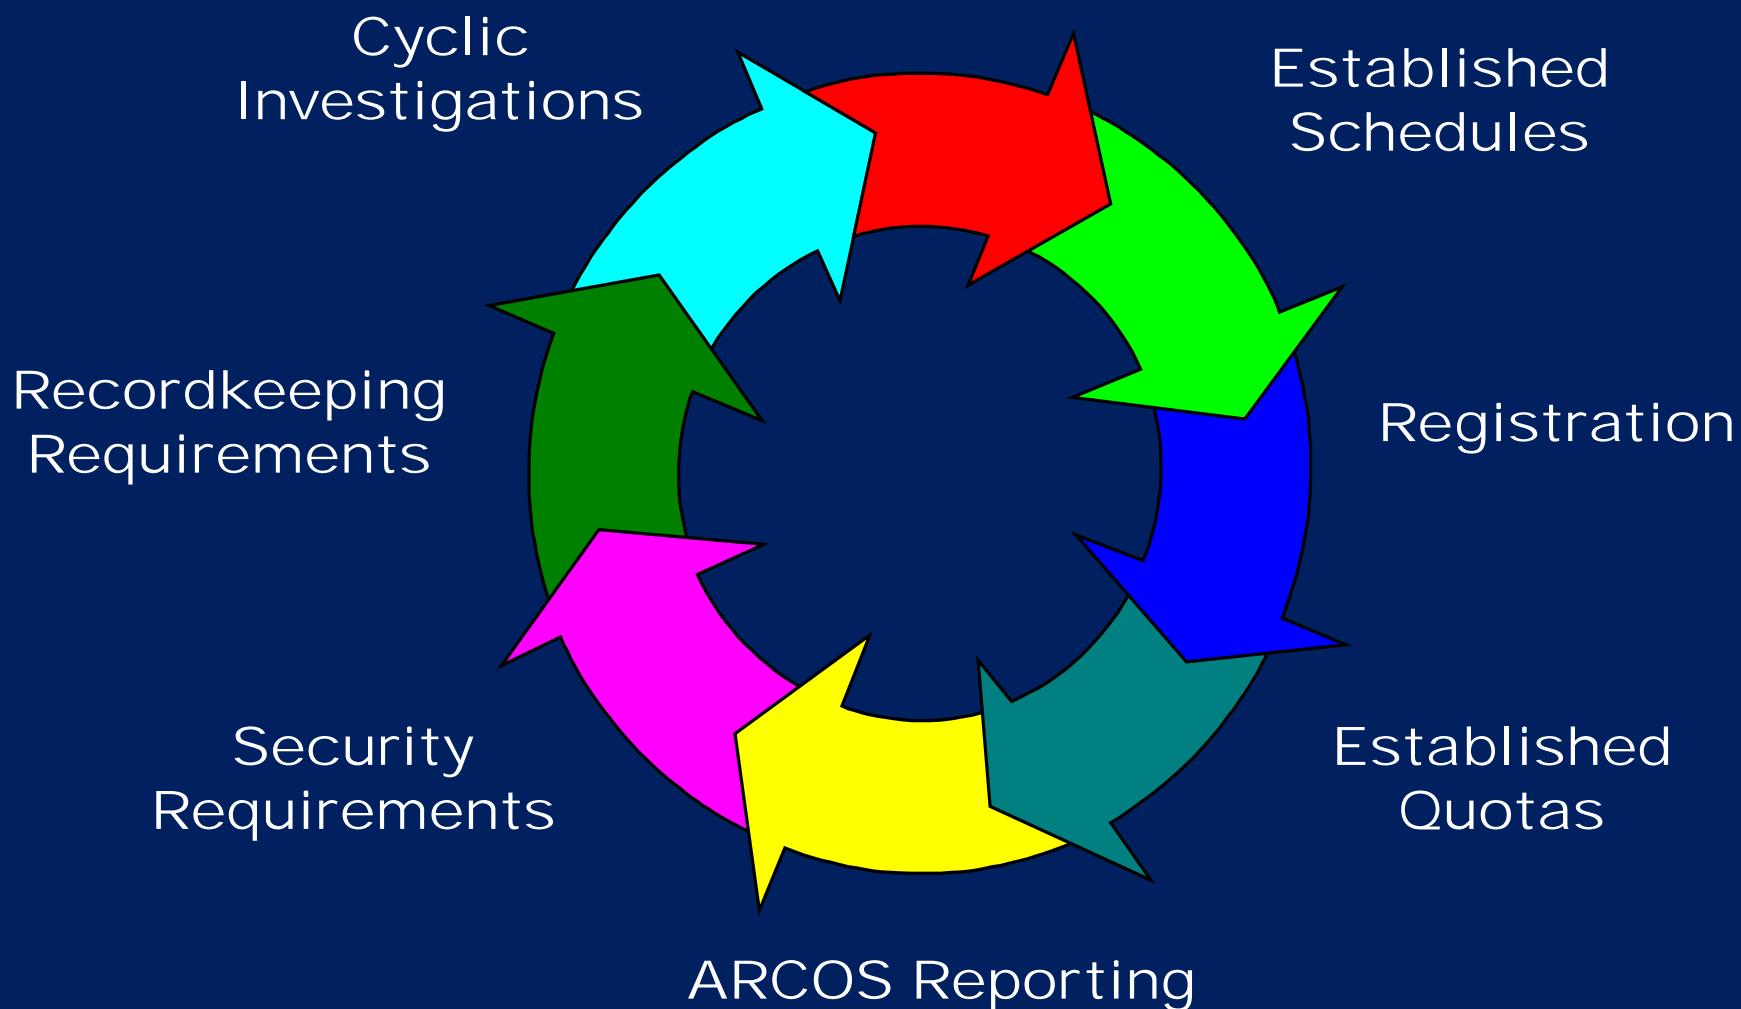 Cyclic
Investigations
Established
Schedules
Registration
Established
Quotas
ARCOS Reporting
Security
Requirements
Recordkeeping
Requirements